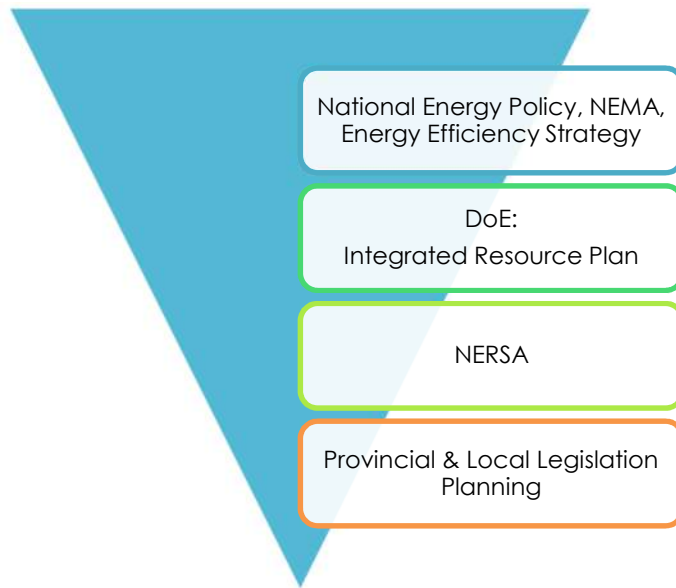 National Energy Policy, NEMA,
Energy Efficiency Strategy
DoE:
Integrated Resource Plan
NERSA
Provincial & Local Legislation
Planning